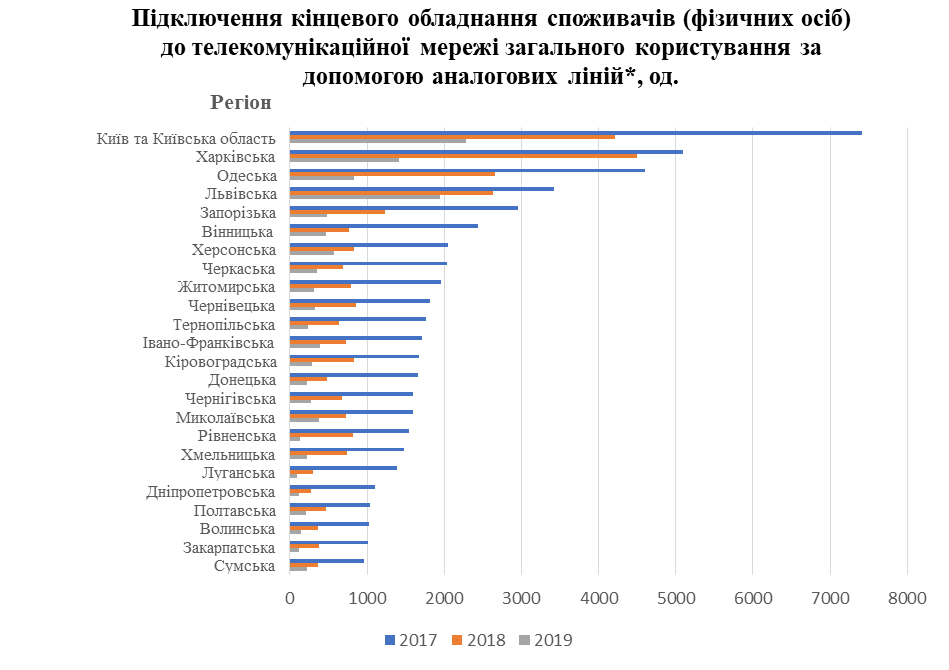 Підключення кінцевого обладнання споживачів (фізичних осіб)
до телекомунікаційної мережі загального користування за
допомогою аналогових ліній*, од.
Регіон
Київ та Київська область
Харківська
Одеська
Львівська
Запорізька
Вінницька
Херсонська
Черкаська
Житомирська
Чернівецька
Тернопільська
Івано-Франківська
Кіровоградська
Донецька
Чернігівська
Миколаївська
Рівненська
Хмельницька
Луганська
Дніпропетровська
Полтавська
Волинська
Закарпатська
Сумська
0 1000 2000 3000 4000 5000 6000 7000 8000
2017 2018 2019